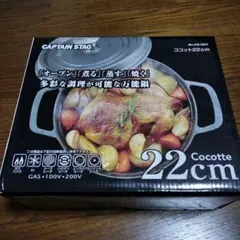 CAPTAIN STAG
ココット22cm
「オーブン」「煮る」「蒸す」「焼く」
多彩な調理が可能な万能鍋
Cocotte
22cm
GAS・100V・200V